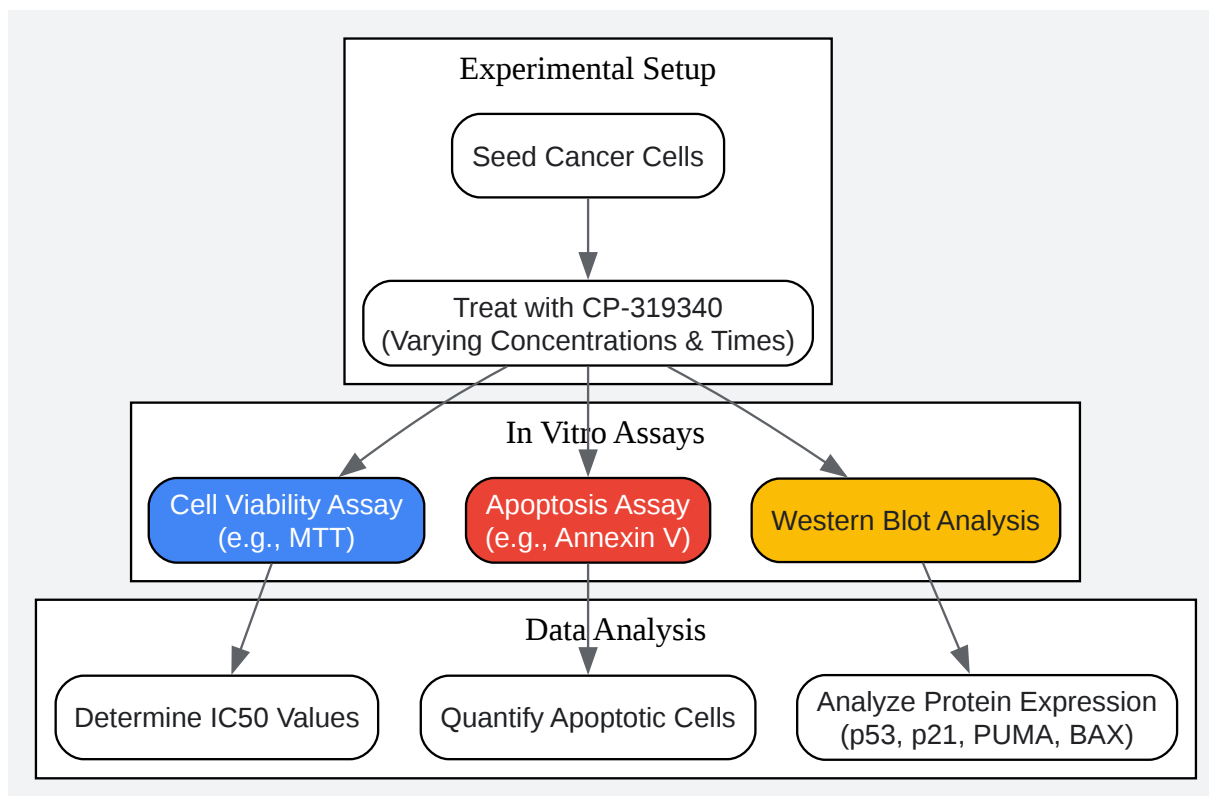 Experimental Setup
Seed Cancer Cells
Treat with CP-319340
(Varying Concentrations & Times)
In Vitro Assays
Cell Viability Assay
(e.g., MTT)
Apoptosis Assay
(e.g., Annexin V)
Western Blot Analysis
Data Analysis
Determine IC50 Values
Quantify Apoptotic Cells
Analyze Protein Expression
(p53, p21, PUMA, BAX)